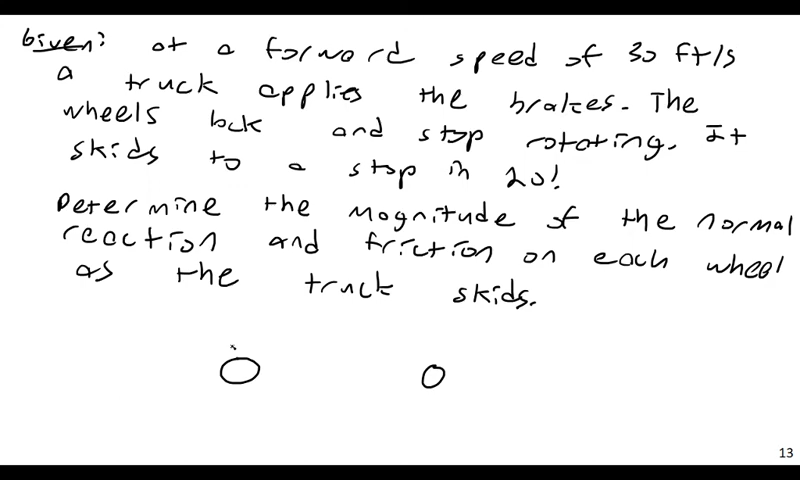 Given: at a forward speed of 30 ft/s
a truck applies the brakes. The
wheels lock and stop rotating. It
skids to a stop in 20'
Determine the magnitude of the normal
reaction and friction on each wheel
as the truck skids.
13